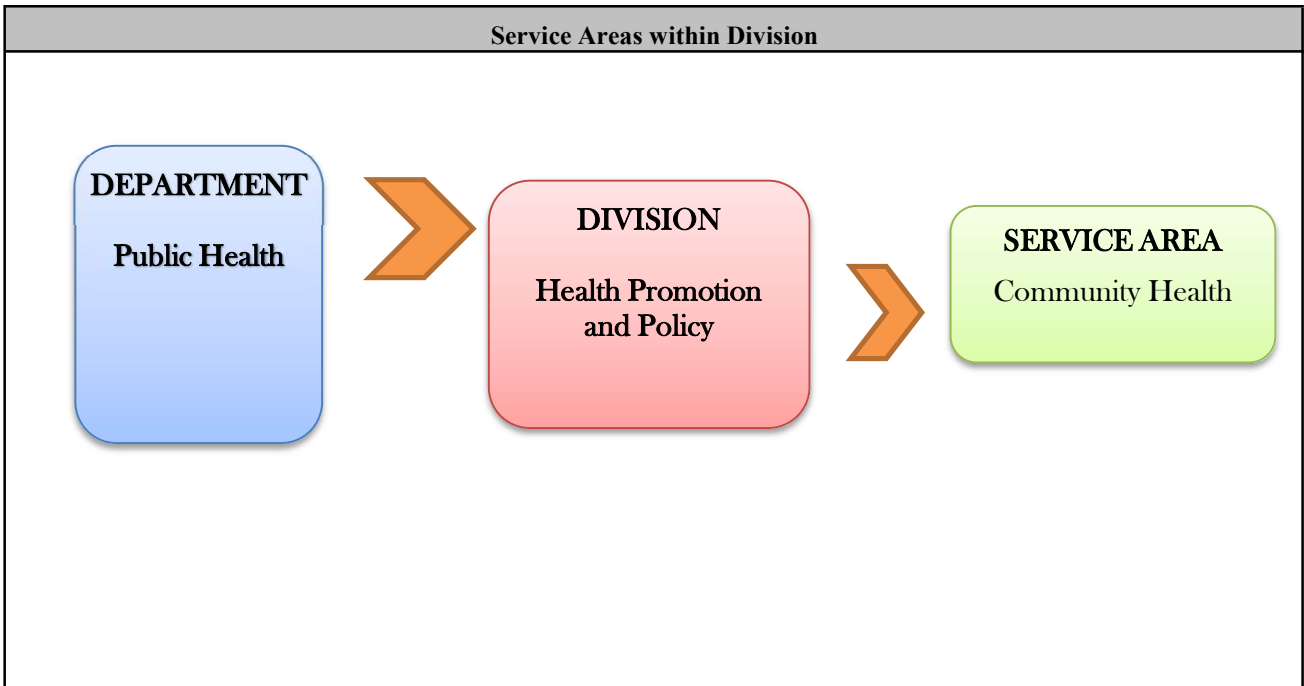 Service Areas within Division
DEPARTMENT
Public Health
DIVISION
Health Promotion
and Policy
SERVICE AREA
Community Health